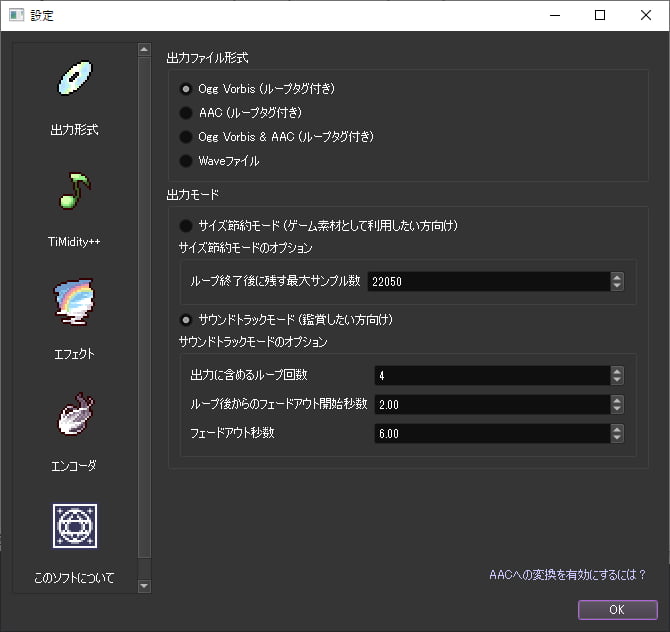 設定
出力形式
TiMidity++
エフェクト
エンコーダ
このソフトについて
出力ファイル形式
Ogg Vorbis (ループタグ付き)
AAC (ループタグ付き)
Ogg Vorbis & AAC (ループタグ付き)
Waveファイル
出力モード
サイズ節約モード (ゲーム素材として利用したい方向け)
サイズ節約モードのオプション
ループ終了後に残す最大サンプル数 22050
サウンドトラックモード (鑑賞したい方向け)
サウンドトラックモードのオプション
出力に含めるループ回数 4
ループ後からのフェードアウト開始秒数 2.00
フェードアウト秒数 6.00
AACへの変換を有効にするには？
OK